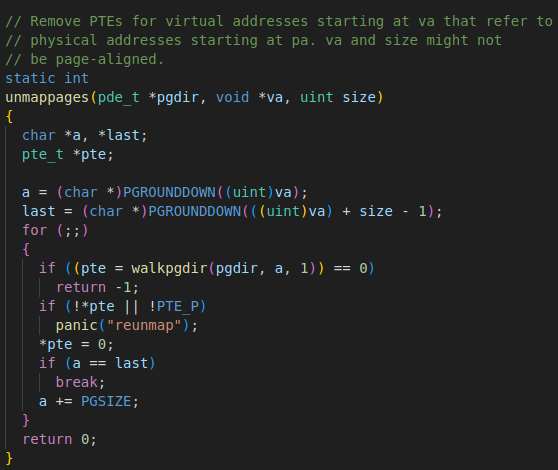 // Remove PTEs for virtual addresses starting at va that refer to
// physical addresses starting at pa. va and size might not
// be page-aligned.
static int
unmappages(pde_t *pgdir, void *va, uint size)
{
  char *a, *last;
  pte_t *pte;

  a = (char *)PGROUNDDOWN((uint)va);
  last = (char *)PGROUNDDOWN(((uint)va) + size - 1);
  for (;;)
  {
    if ((pte = walkpgdir(pgdir, a, 1)) == 0)
      return -1;
    if (!*pte || !PTE_P)
      panic("reunmap");
    *pte = 0;
    if (a == last)
      break;
    a += PGSIZE;
  }
  return 0;
}